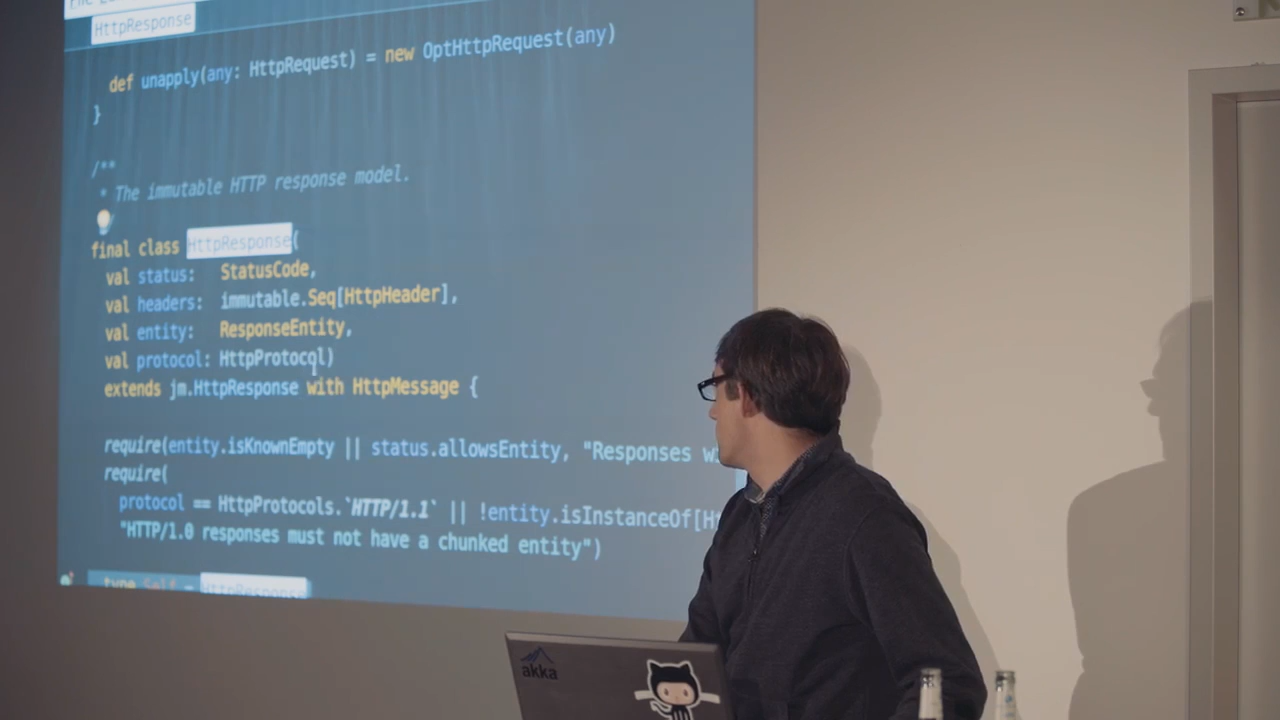 HttpResponse
def unapply(any: HttpRequest) = new OptHttpRequest(any)
}
/**
* The immutable HTTP response model.
final class HttpResponse(
val status: StatusCode,
val headers: immutable.Seq[HttpHeader],
val entity: ResponseEntity,
val protocol: HttpProtocol)
extends jm.HttpResponse with HttpMessage {
require(entity.isKnownEmpty || status.allowsEntity, "Responses
require(
protocol == HttpProtocols.`HTTP/1.1` || !entity.isInstanceOf[
"HTTP/1.0 responses must not have a chunked entity")
type Self = HttpResponse
akka